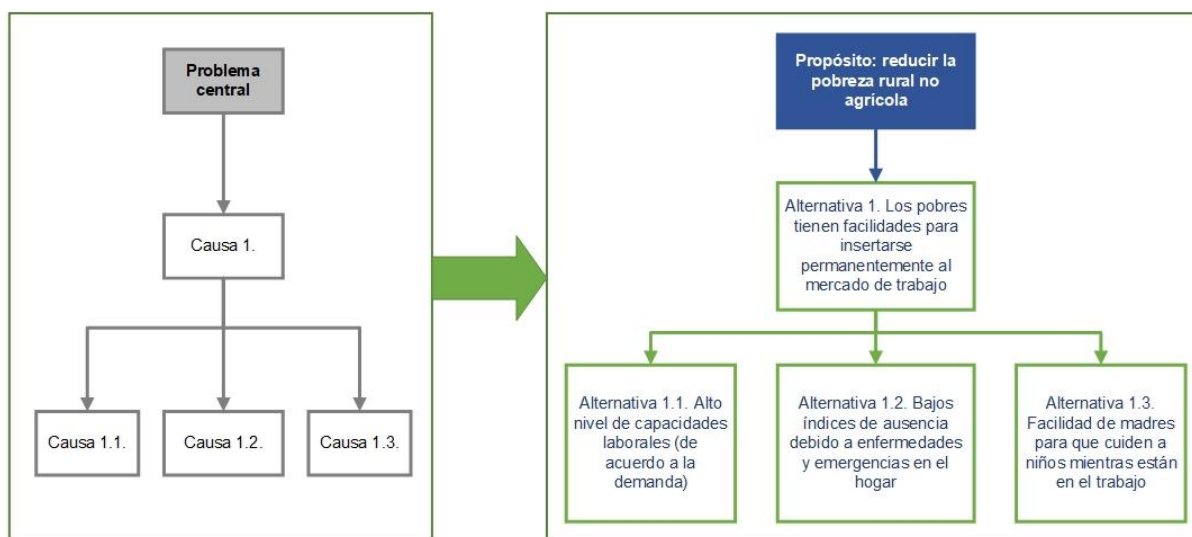 Problema
central
Causa 1.
Causa 1.1.
Causa 1.2.
Causa 1.3.
Propósito: reducir la
pobreza rural no
agrícola
Alternativa 1. Los pobres
tienen facilidades para
insertarse
permanentemente al
mercado de trabajo
Alternativa 1.1. Alto
nivel de capacidades
laborales (de
acuerdo a la
demanda)
Alternativa 1.2. Bajos
índices de ausencia
debido a enfermedades
y emergencias en el
hogar
Alternativa 1.3.
Facilidad de madres
para que cuiden a
niños mientras están
en el trabajo